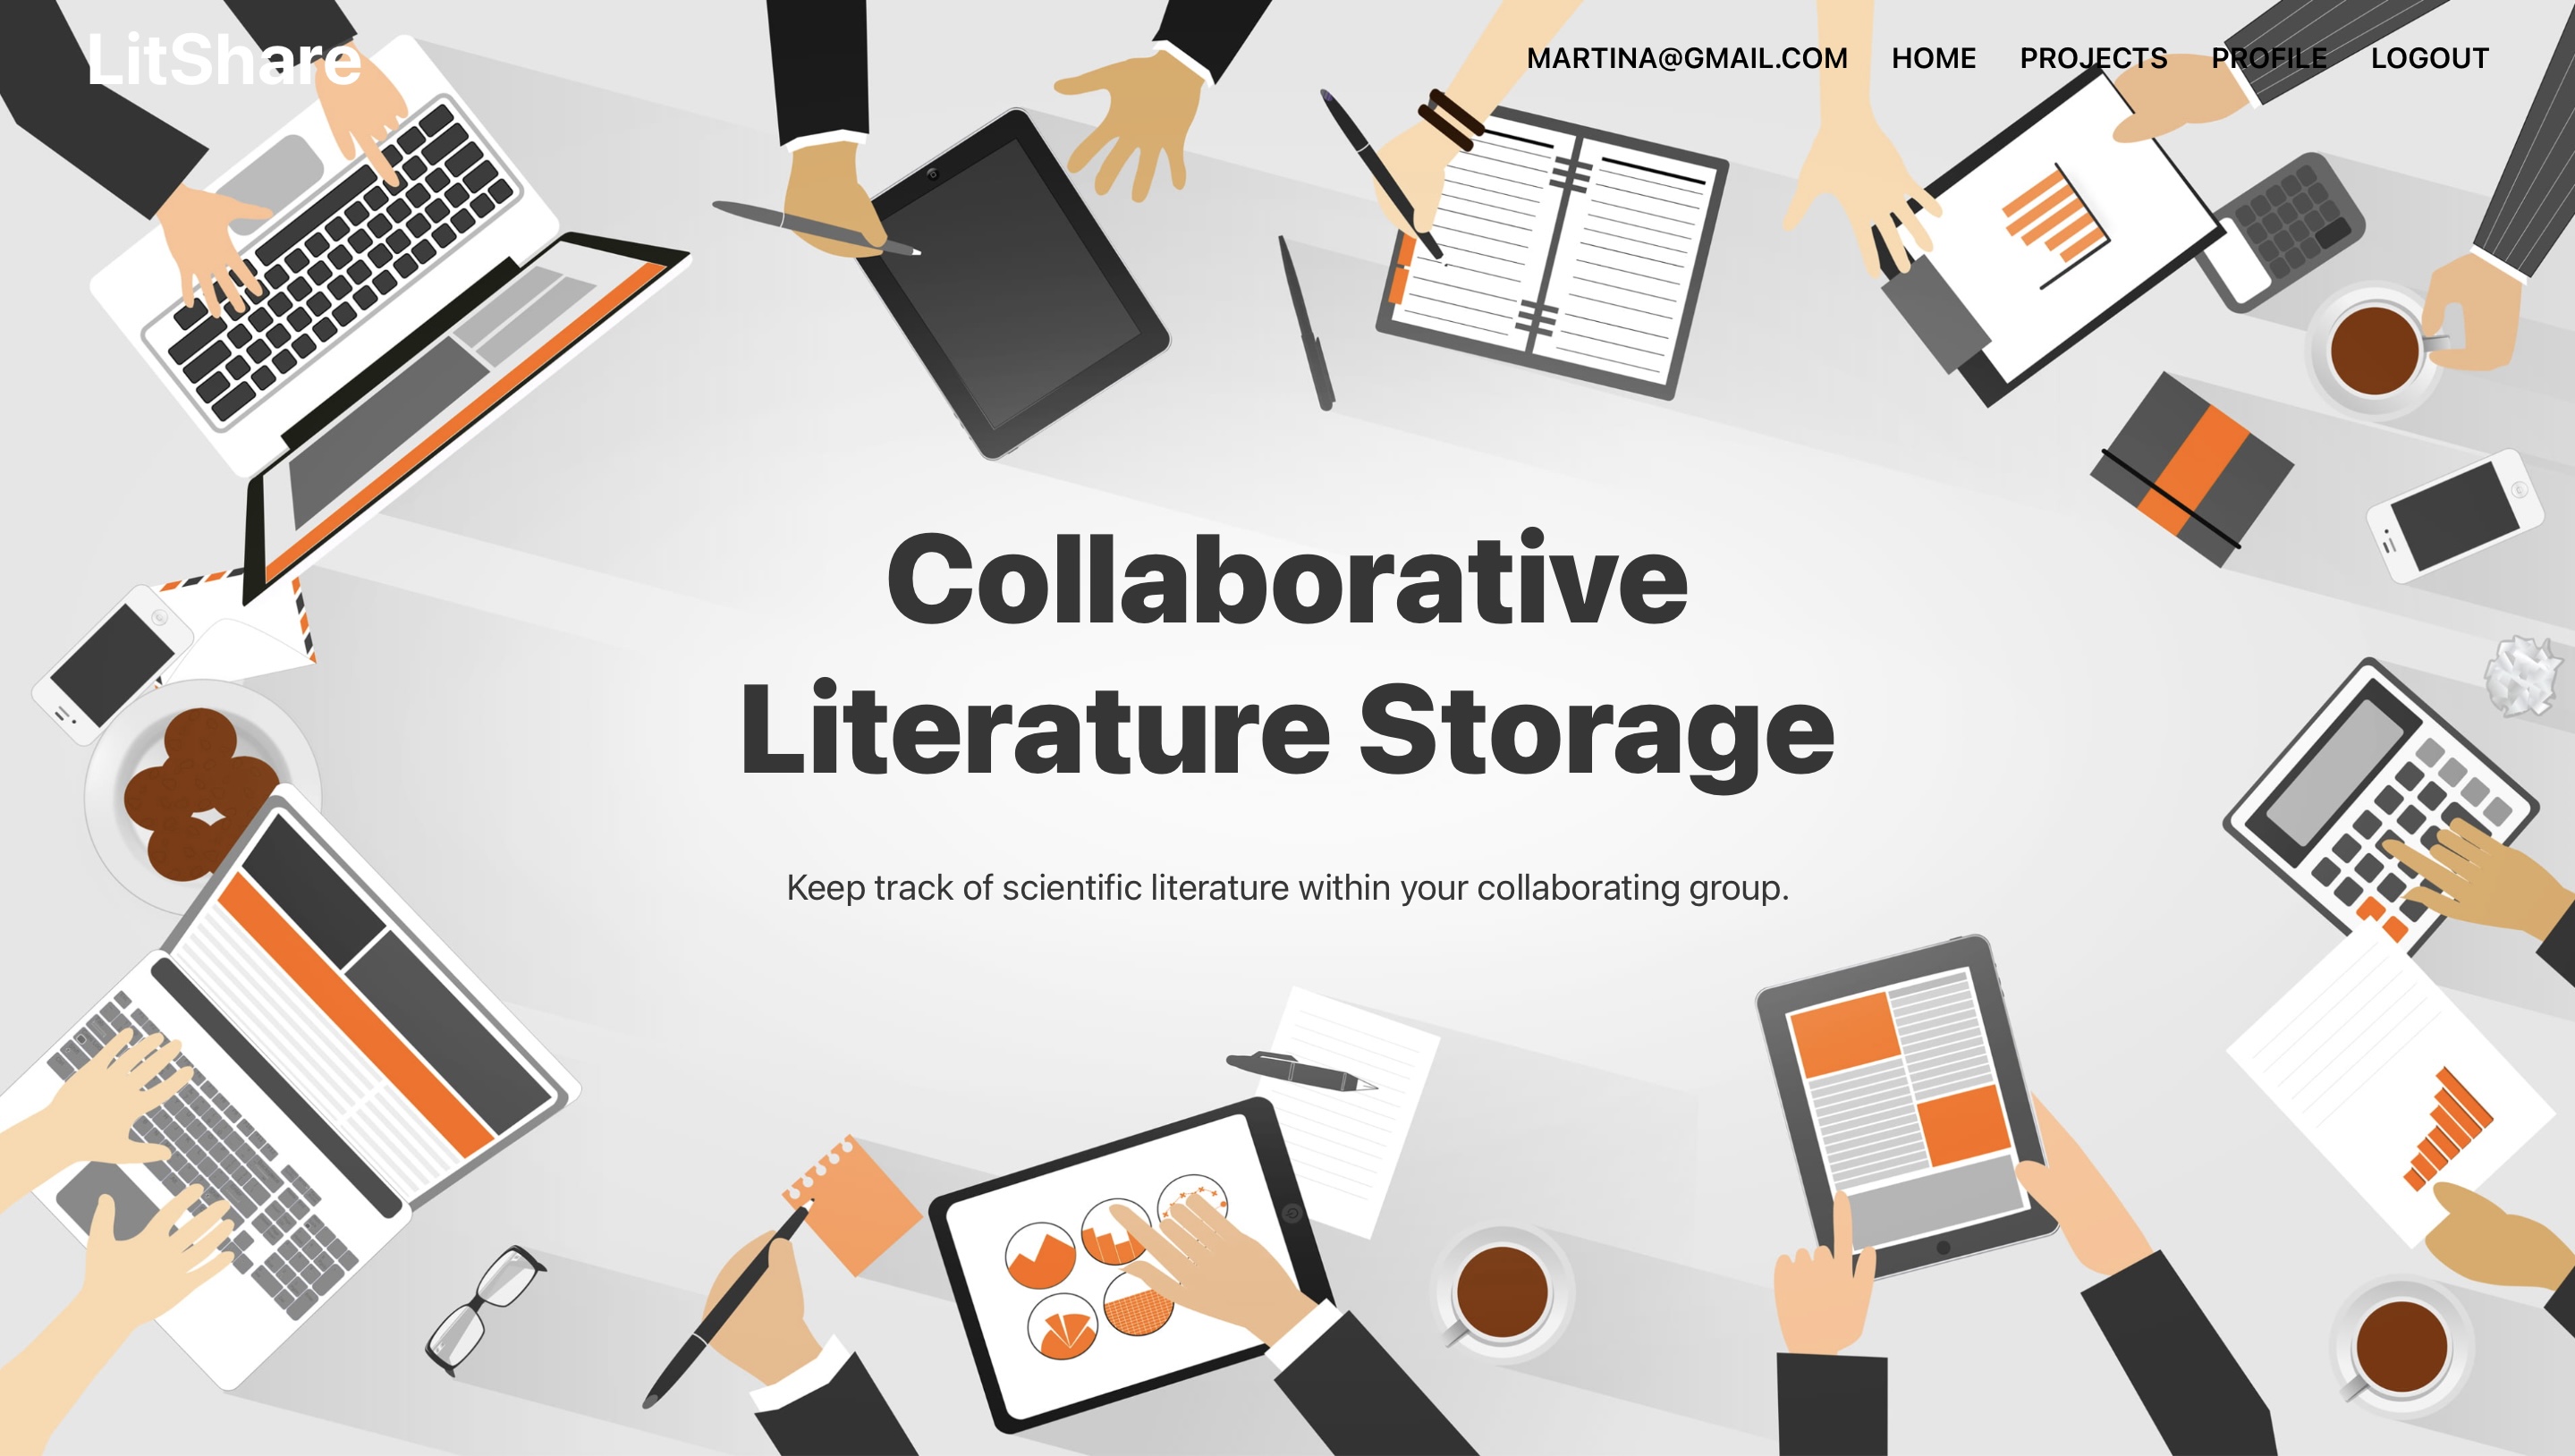 LitShare
MARTINA@GMAIL.COM HOME PROJECTS PROFILE LOGOUT
Collaborative
Literature Storage
Keep track of scientific literature within your collaborating group.